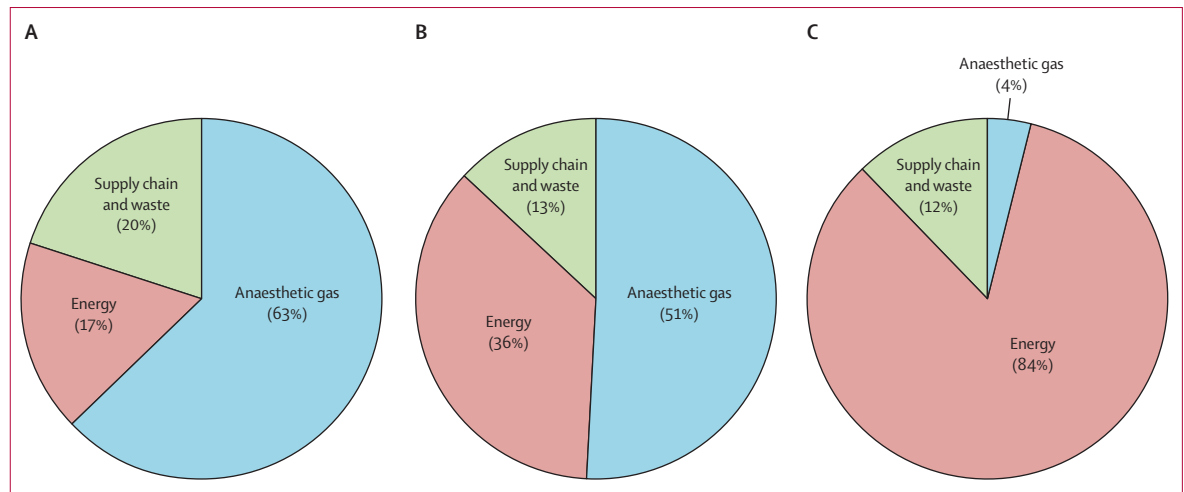 A
Supply chain
and waste
(20%)
Energy
(17%)
Anaesthetic gas
(63%)
B
Supply chain
and waste
(13%)
Energy
(36%)
Anaesthetic gas
(51%)
C
Anaesthetic gas
(4%)
Supply chain
and waste
(12%)
Energy
(84%)